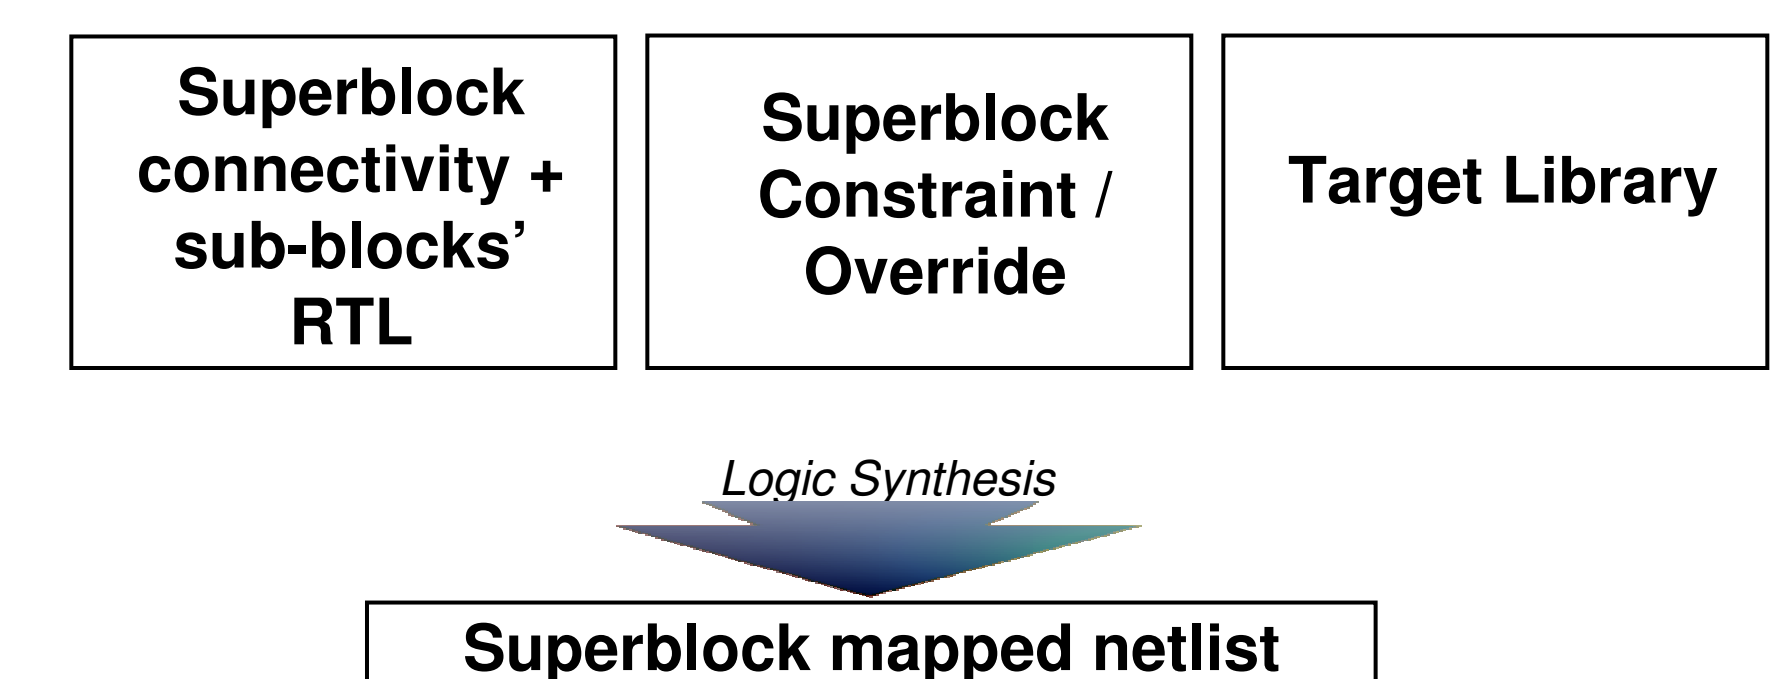 Superblock
connectivity +
sub-blocks’
RTL
Superblock
Constraint /
Override
Target Library
Logic Synthesis
Superblock mapped netlist